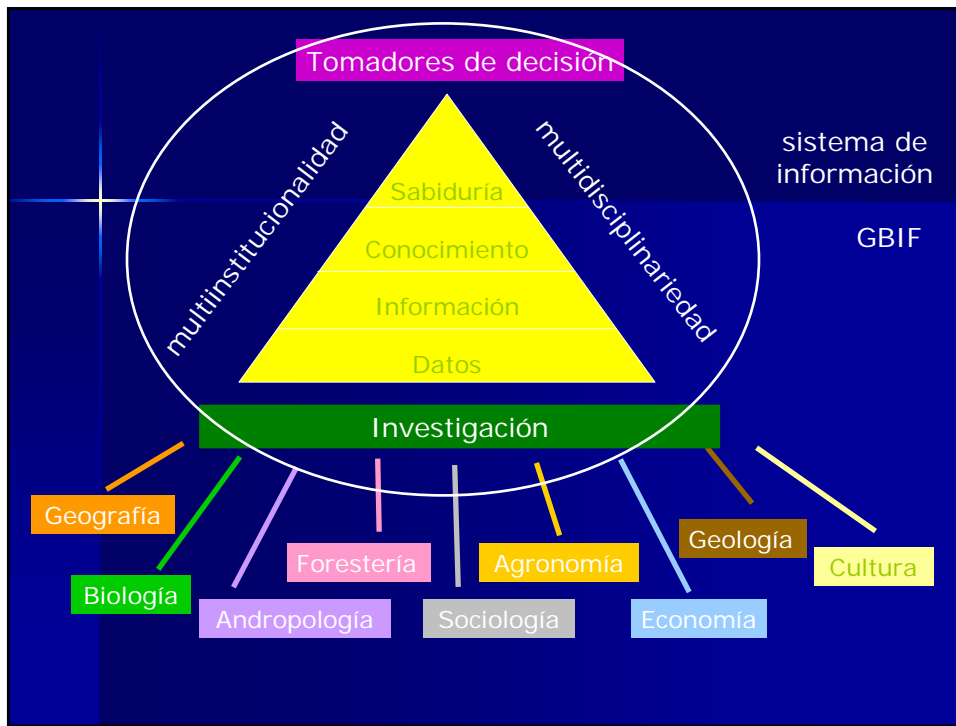 Tomadores de decisión
multiinstitucionalidad
multidisciplinariedad
sistema de
información
GBIF
Sabiduría
Conocimiento
Información
Datos
Investigación
Geografía
Biología
Andropología
Forestería
Sociología
Agronomía
Economía
Geología
Cultura